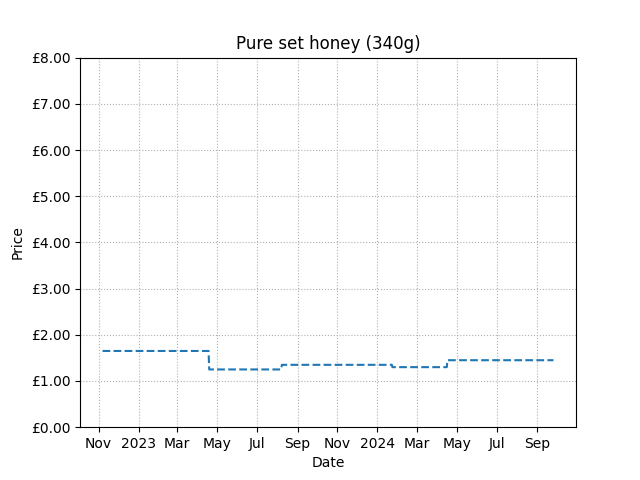 Pure set honey (340g)
£8.00
£7.00
£6.00
£5.00
£4.00
£3.00
£2.00
£1.00
£0.00
Price
Nov 2023 Mar May Jul Sep Nov 2024 Mar May Jul Sep
Date